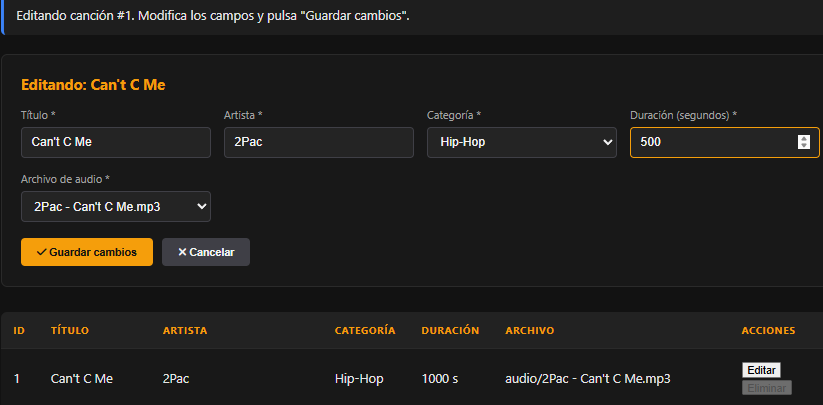 Editando canción #1. Modifica los campos y pulsa "Guardar cambios".
Editando: Can't C Me
Título * Artista * Categoría * Duración (segundos) *
Can't C Me 2Pac Hip-Hop 500
Archivo de audio *
2Pac - Can't C Me.mp3
✓ Guardar cambios ✕ Cancelar
ID TÍTULO ARTISTA CATEGORÍA DURACIÓN ARCHIVO ACCIONES
1 Can't C Me 2Pac Hip-Hop 1000 s audio/2Pac - Can't C Me.mp3 Editar
Eliminar